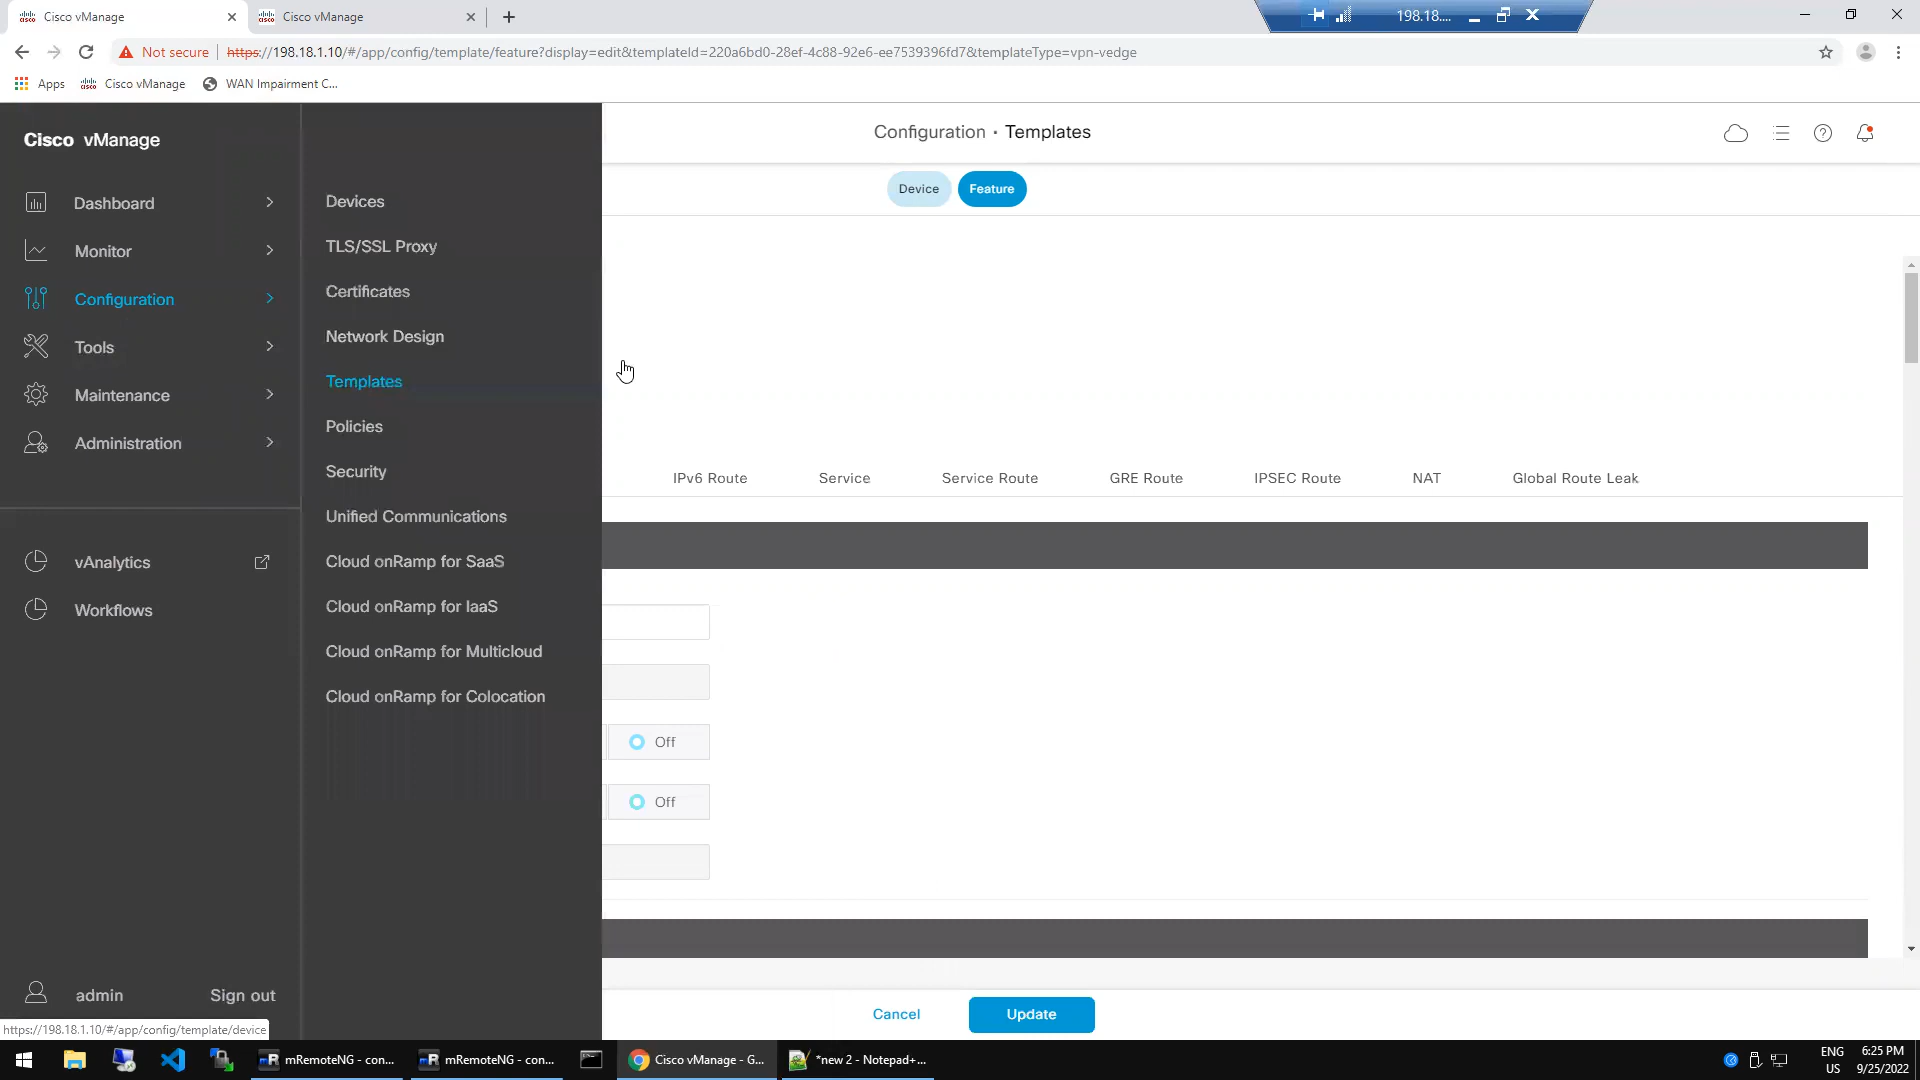 Cisco vManage
Cisco vManage
198.18....
Not secure
https://198.18.1.10/#/app/config/template/feature?display=edit&templateId=220a6bd0-28ef-4c88-92e6-ee7539396fd7&templateType=vpn-vedge
Apps
Cisco vManage
WAN Impairment C...
Cisco vManage
Configuration · Templates
Device
Feature
Dashboard
Monitor
Configuration
Tools
Maintenance
Administration
vAnalytics
Workflows
Devices
TLS/SSL Proxy
Certificates
Network Design
Templates
Policies
Security
Unified Communications
Cloud onRamp for SaaS
Cloud onRamp for IaaS
Cloud onRamp for Multicloud
Cloud onRamp for Colocation
IPv6 Route
Service
Service Route
GRE Route
IPSEC Route
NAT
Global Route Leak
Off
Off
admin
Sign out
https://198.18.1.10/#/app/config/template/device
Cancel
Update
mRemoteNG - con...
mRemoteNG - con...
Cisco vManage - G...
*new 2 - Notepad+...
ENG
US
6:25 PM
9/25/2022